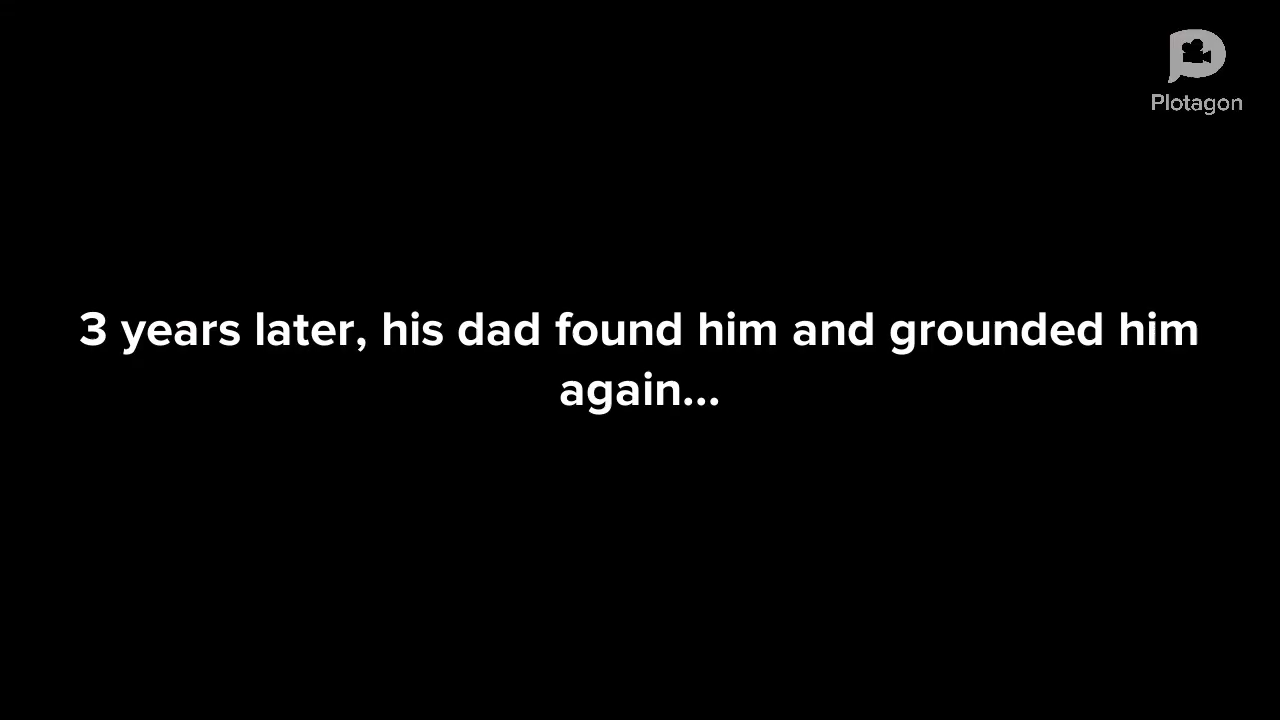 Plotagon
3 years later, his dad found him and grounded him
again...